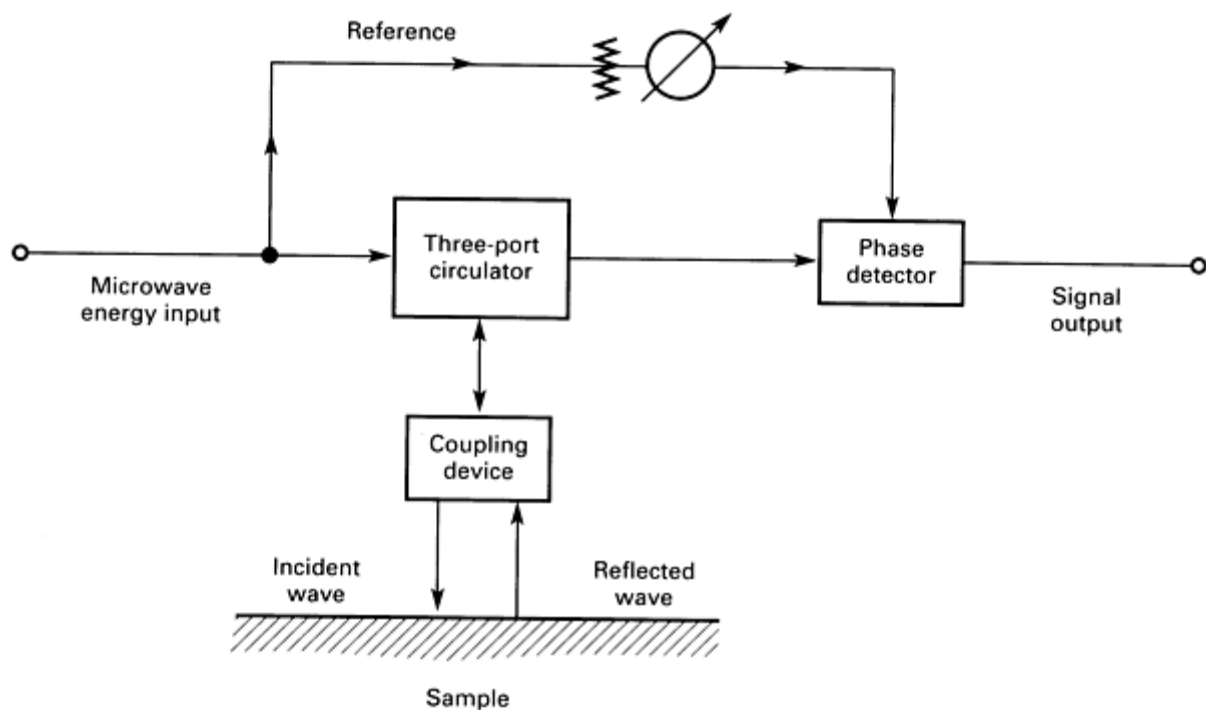 Reference
Three-port
circulator
Phase
detector
Microwave
energy input
Signal
output
Coupling
device
Incident
wave
Reflected
wave
Sample